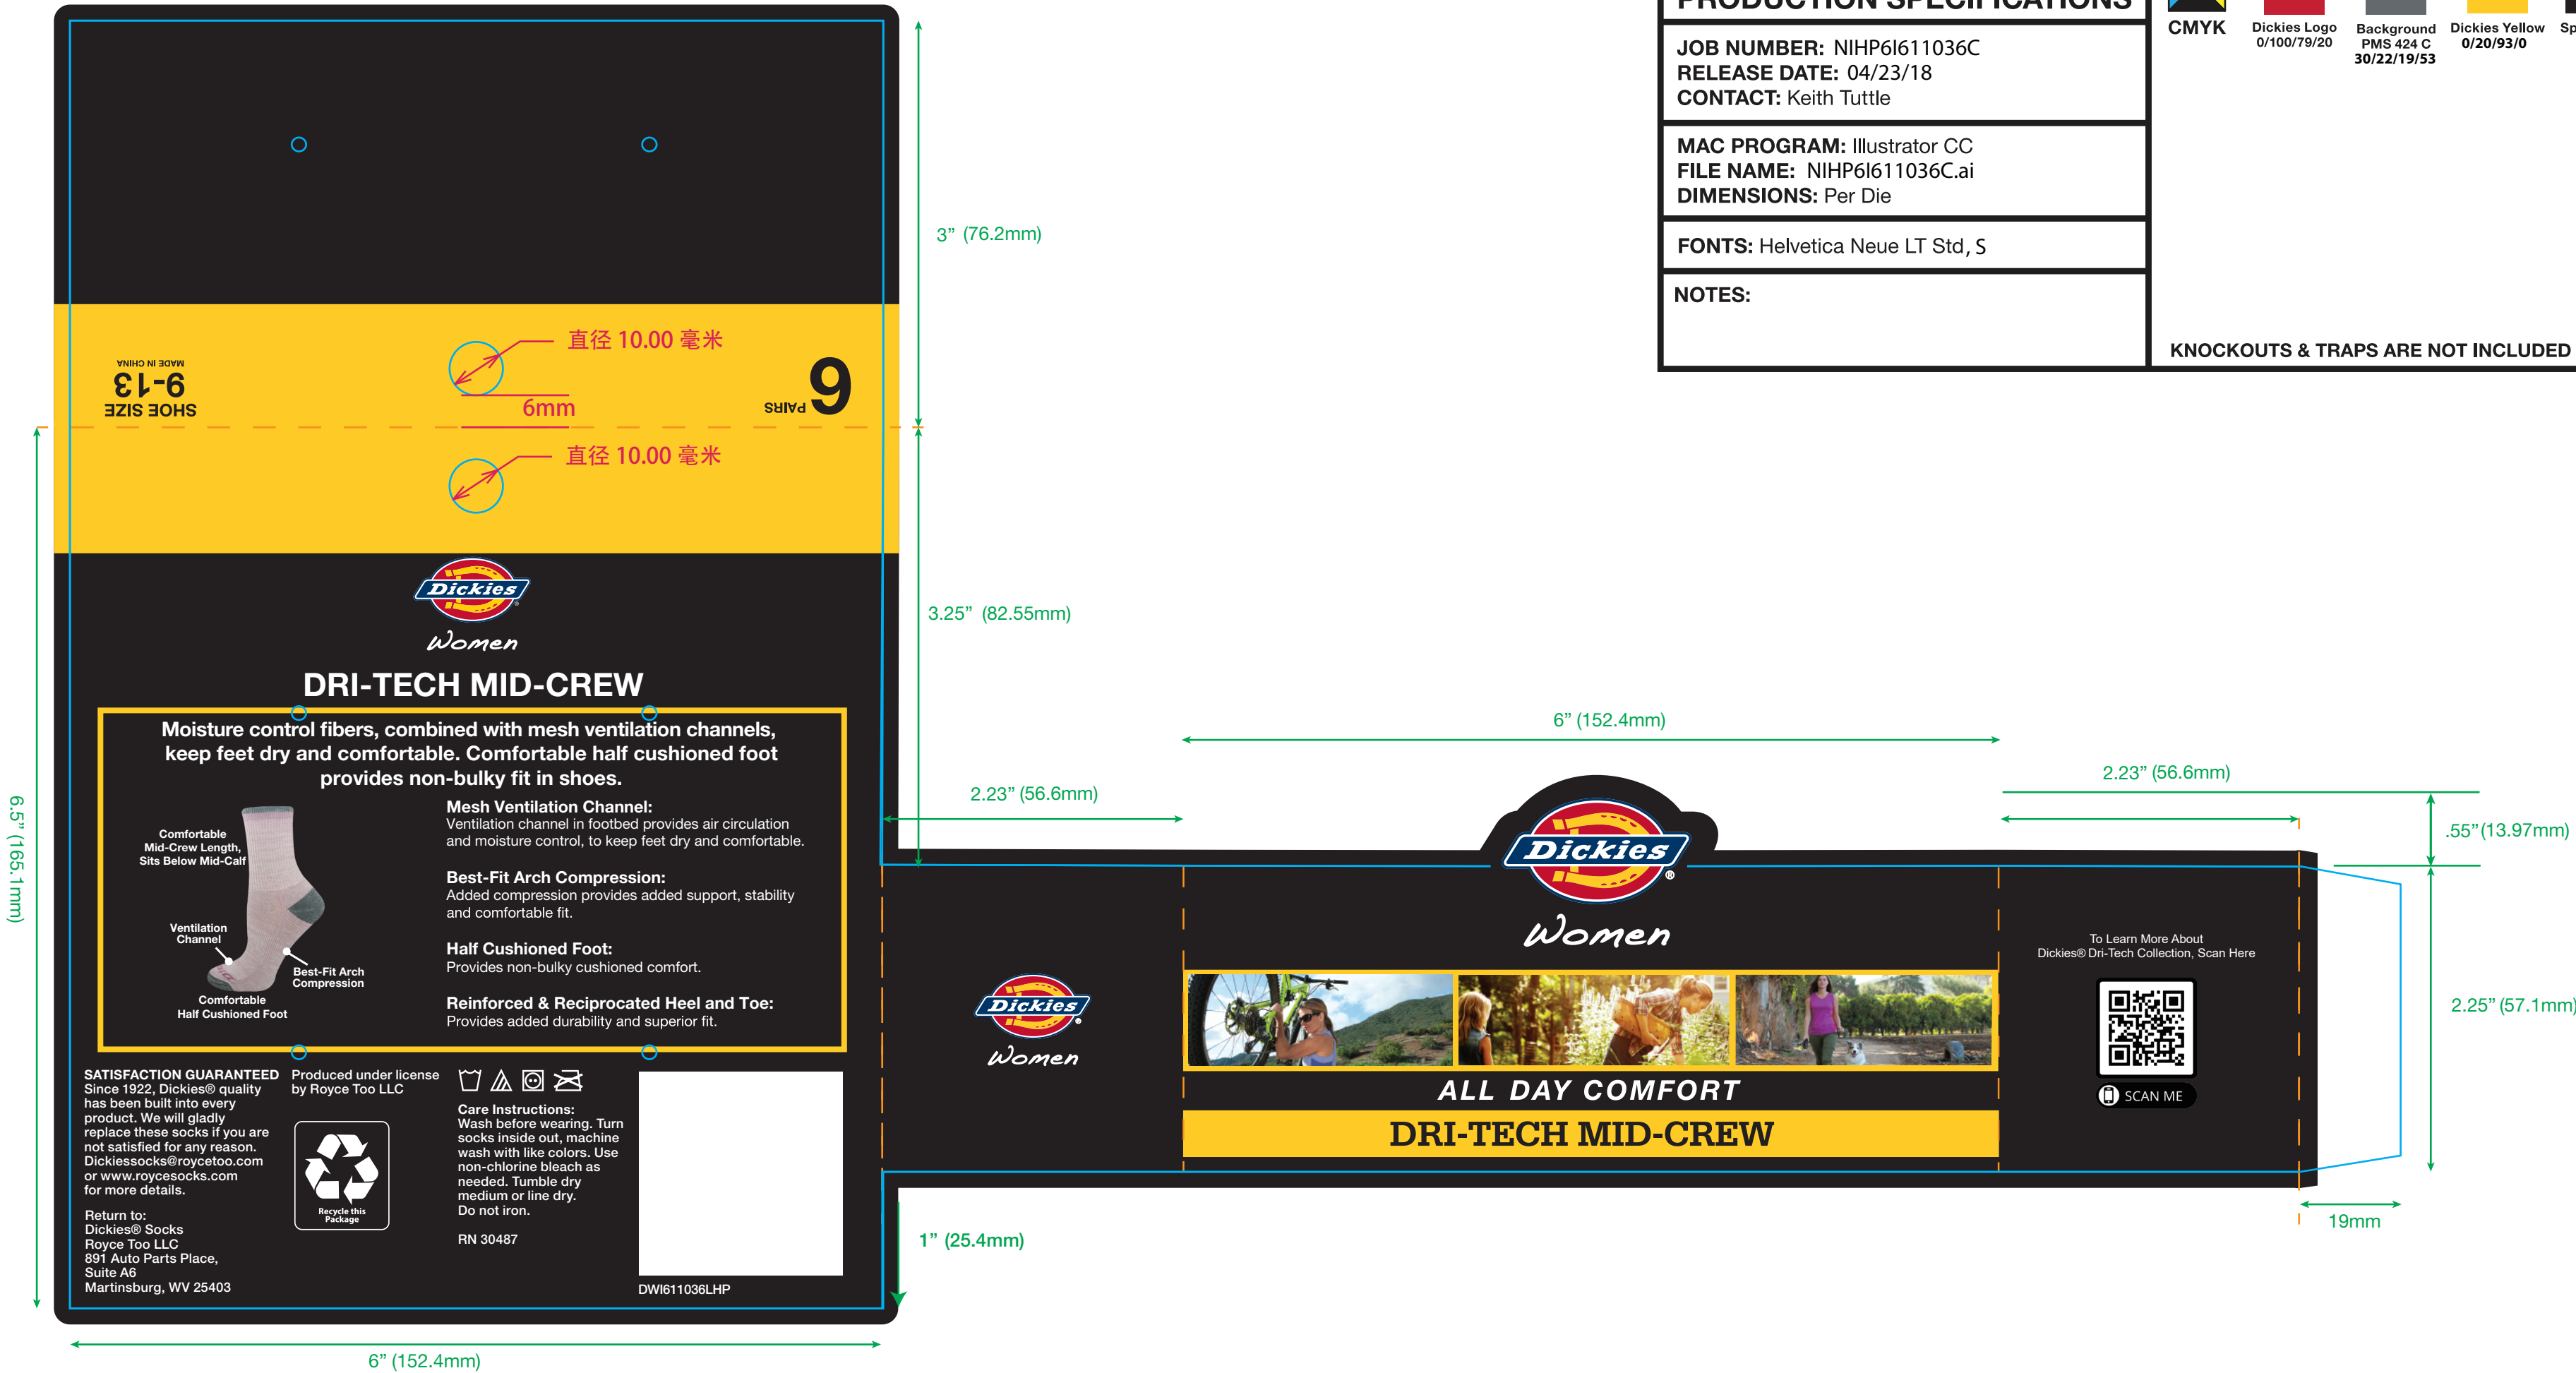 PRODUCTION SPECIFICATIONS
JOB NUMBER: NIHP6I611036C
RELEASE DATE: 04/23/18
CONTACT: Keith Tuttle
MAC PROGRAM: Illustrator CC
FILE NAME: NIHP6I611036C.ai
DIMENSIONS: Per Die
FONTS: Helvetica Neue LT Std, S
NOTES:
CMYK
Dickies Logo
0/100/79/20
Background
PMS 424 C
30/22/19/53
Dickies Yellow
0/20/93/0
KNOCKOUTS & TRAPS ARE NOT INCLUDED
3” (76.2mm)
直径 10.00 毫米
6mm
SHOE SIZE
9-13
MADE IN CHINA
6 PAIRS
直径 10.00 毫米
Dickies®
Women
3.25” (82.55mm)
DRI-TECH MID-CREW
Moisture control fibers, combined with mesh ventilation channels,
keep feet dry and comfortable. Comfortable half cushioned foot
provides non-bulky fit in shoes.
Comfortable
Mid-Crew Length,
Sits Below Mid-Calf
Ventilation
Channel
Best-Fit Arch
Compression
Comfortable
Half Cushioned Foot
Mesh Ventilation Channel:
Ventilation channel in footbed provides air circulation
and moisture control, to keep feet dry and comfortable.
Best-Fit Arch Compression:
Added compression provides added support, stability
and comfortable fit.
Half Cushioned Foot:
Provides non-bulky cushioned comfort.
Reinforced & Reciprocated Heel and Toe:
Provides added durability and superior fit.
SATISFACTION GUARANTEED
Since 1922, Dickies® quality
has been built into every
product. We will gladly
replace these socks if you are
not satisfied for any reason.
Dickiessocks@roycetoo.com
or www.roycesocks.com
for more details.
Return to:
Dickies® Socks
Royce Too LLC
891 Auto Parts Place,
Suite A6
Martinsburg, WV 25403
Produced under license
by Royce Too LLC
Recycle this
Package
Care Instructions:
Wash before wearing. Turn
socks inside out, machine
wash with like colors. Use
non-chlorine bleach as
needed. Tumble dry
medium or line dry.
Do not iron.
RN 30487
DWI611036LHP
6.5” (165.1mm)
6” (152.4mm)
1” (25.4mm)
2.23” (56.6mm)
6” (152.4mm)
2.23” (56.6mm)
.55” (13.97mm)
2.25” (57.1mm)
19mm
Dickies®
Women
Dickies®
Women
ALL DAY COMFORT
DRI-TECH MID-CREW
To Learn More About
Dickies® Dri-Tech Collection, Scan Here
SCAN ME